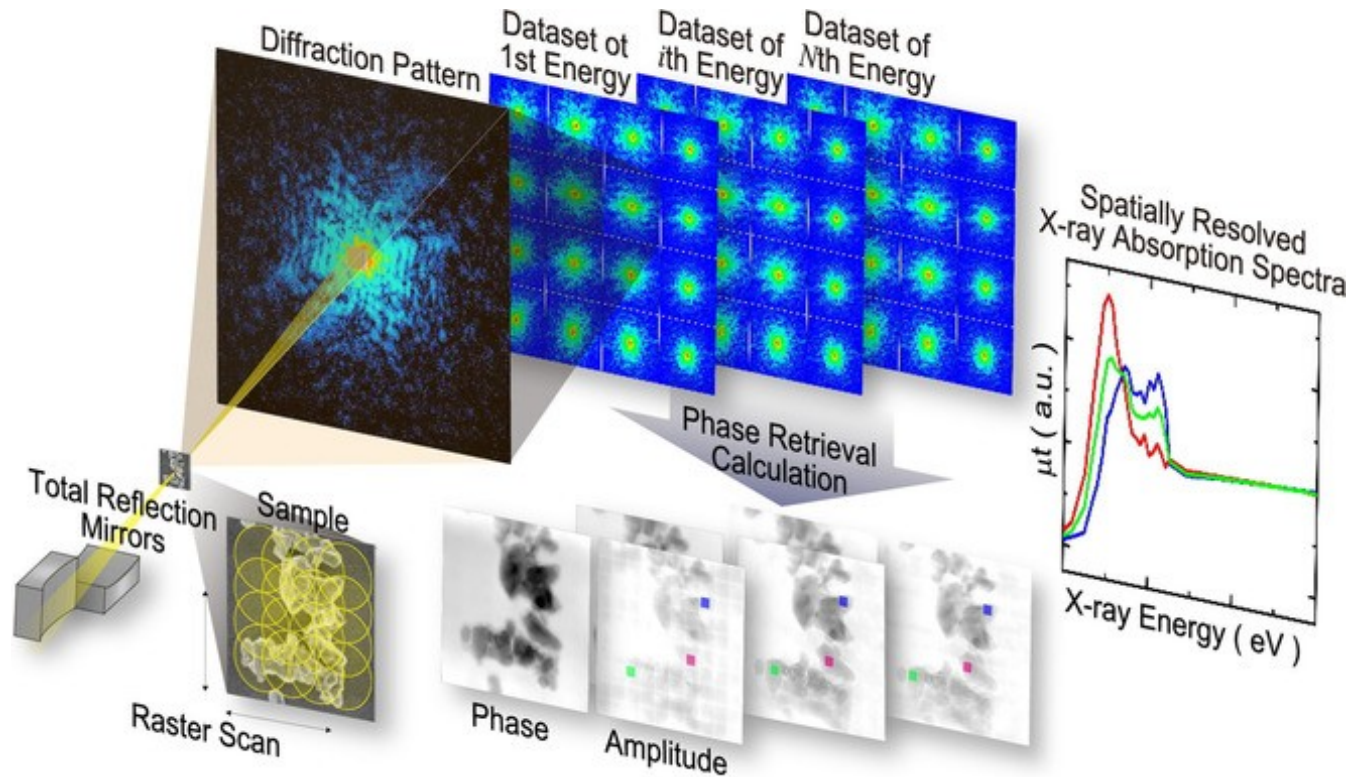 Diffraction Pattern
Dataset ot
1st Energy
Dataset of
ith Energy
Dataset of
Nth Energy
Spatially Resolved
X-ray Absorption Spectra
μt ( a.u. )
X-ray Energy ( eV )
Phase Retrieval
Calculation
Total Reflection
Mirrors
Sample
Raster Scan
Phase
Amplitude